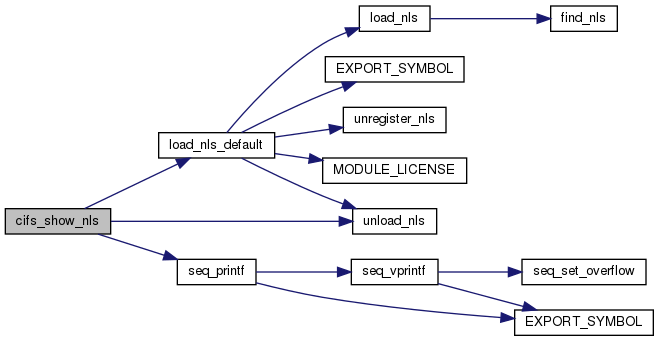 load_nls
find_nls
EXPORT_SYMBOL
unregister_nls
load_nls_default
MODULE_LICENSE
cifs_show_nls
unload_nls
seq_printf
seq_vprintf
seq_set_overflow
EXPORT_SYMBOL